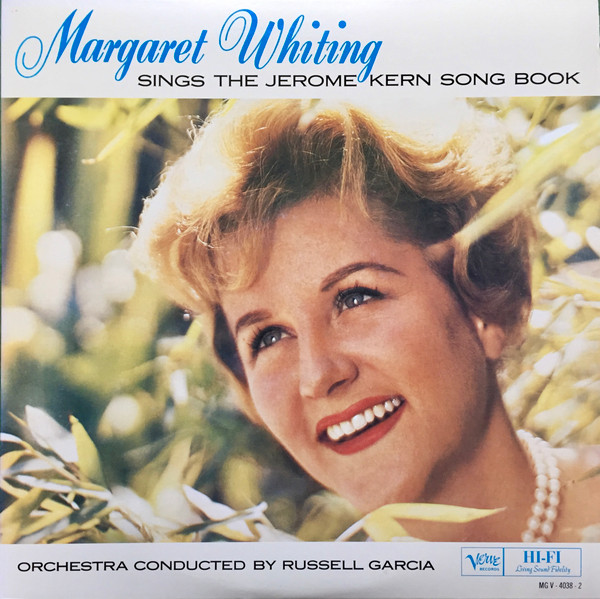 Margaret Whiting
SINGS THE JEROME KERN SONG BOOK
ORCHESTRA CONDUCTED BY RUSSELL GARCIA
Verve
RECORDS
HI-FI
Living Sound Fidelity
MG V - 4038 - 2